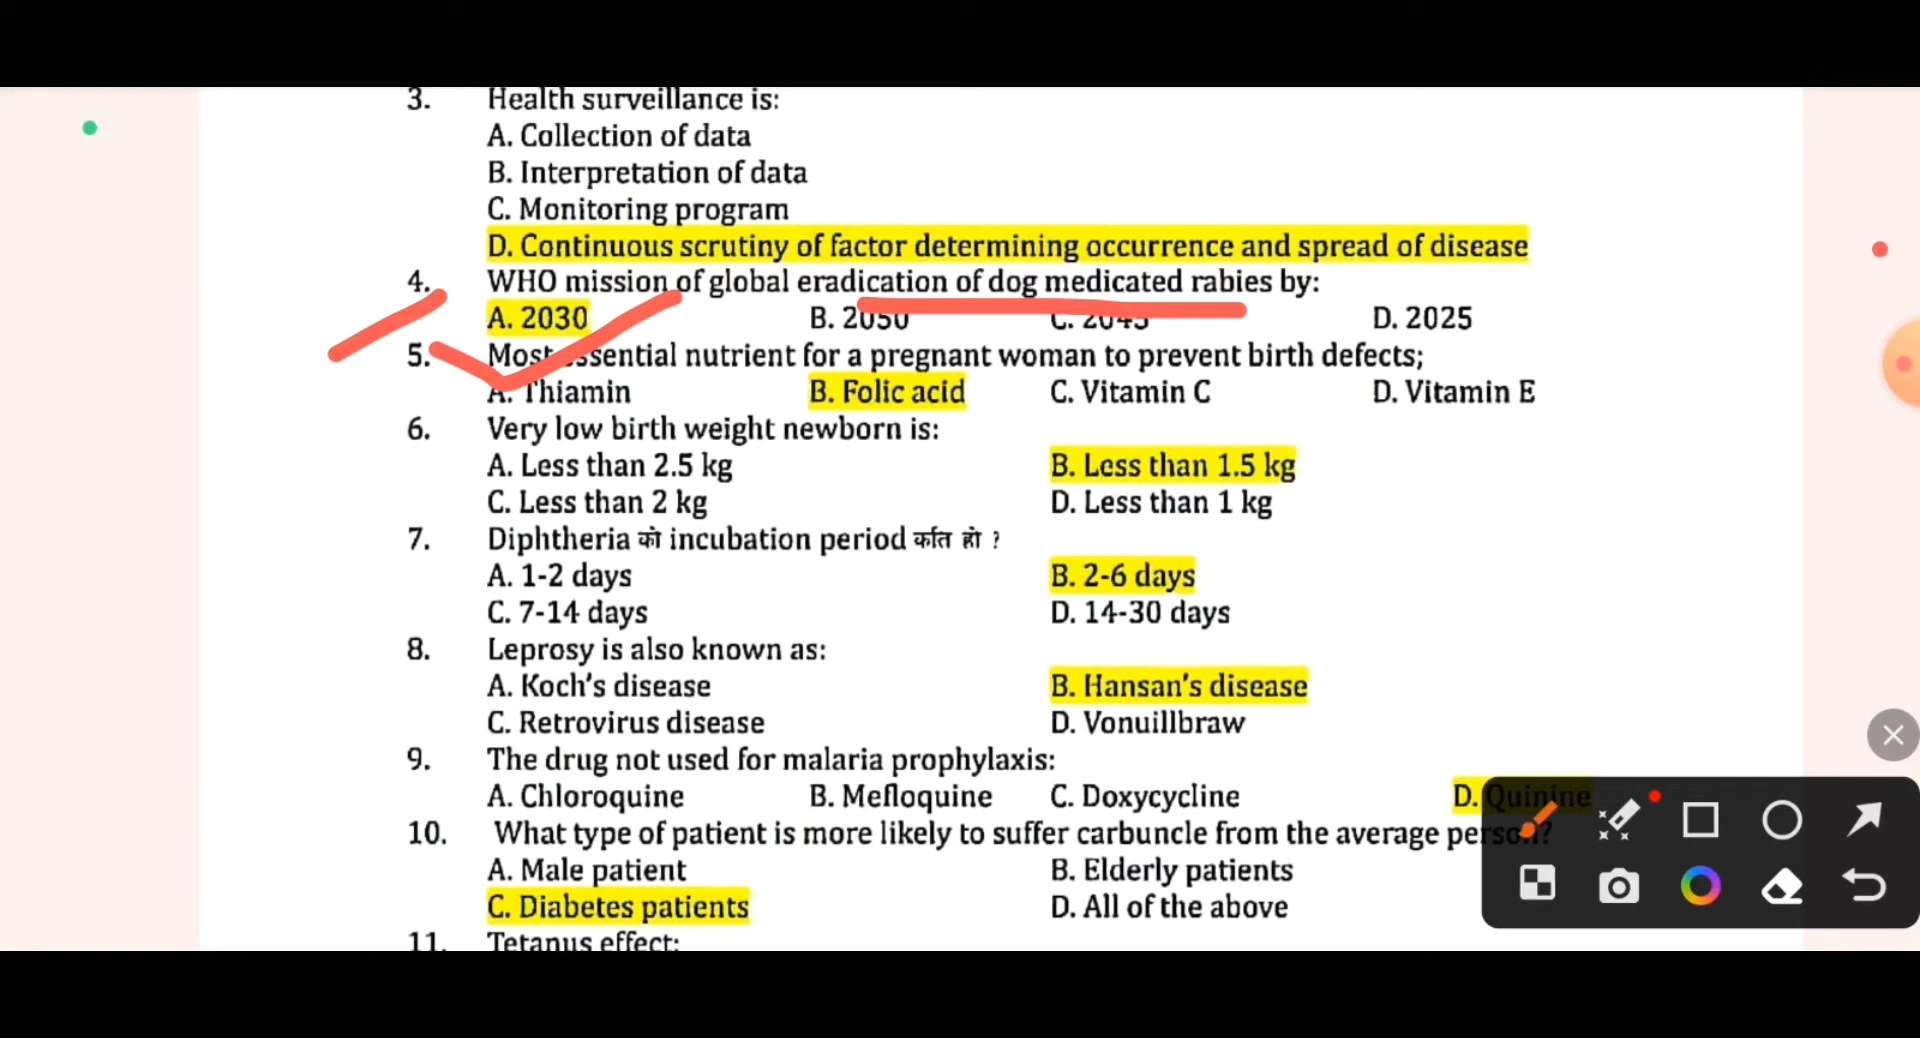 3. Health surveillance is:
A. Collection of data
B. Interpretation of data
C. Monitoring program
D. Continuous scrutiny of factor determining occurrence and spread of disease
4. WHO mission of global eradication of dog medicated rabies by:
A. 2030 B. 2050 C. 2045 D. 2025
5. Most essential nutrient for a pregnant woman to prevent birth defects;
A. Thiamin B. Folic acid C. Vitamin C D. Vitamin E
6. Very low birth weight newborn is:
A. Less than 2.5 kg B. Less than 1.5 kg
C. Less than 2 kg D. Less than 1 kg
7. Diphtheria को incubation period कति हो ?
A. 1-2 days B. 2-6 days
C. 7-14 days D. 14-30 days
8. Leprosy is also known as:
A. Koch's disease B. Hansan's disease
C. Retrovirus disease D. Vonuillbraw
9. The drug not used for malaria prophylaxis:
A. Chloroquine B. Mefloquine C. Doxycycline D. Quinine
10. What type of patient is more likely to suffer carbuncle from the average person?
A. Male patient B. Elderly patients
C. Diabetes patients D. All of the above
11. Tetanus effect: